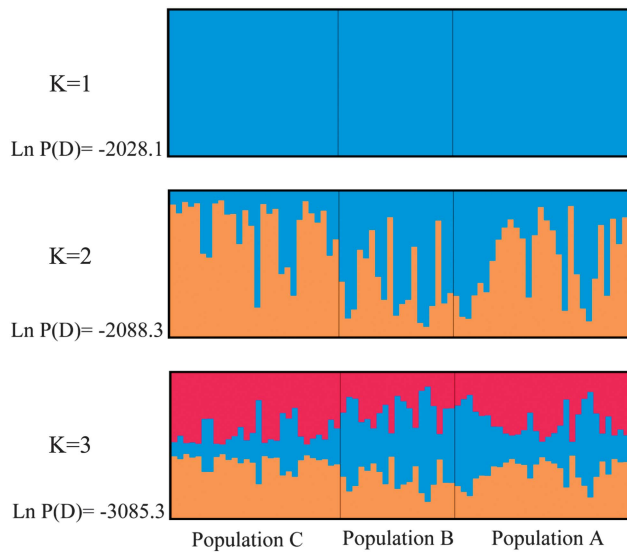 K=1
Ln P(D)= -2028.1
K=2
Ln P(D)= -2088.3
K=3
Ln P(D)= -3085.3
Population C Population B Population A